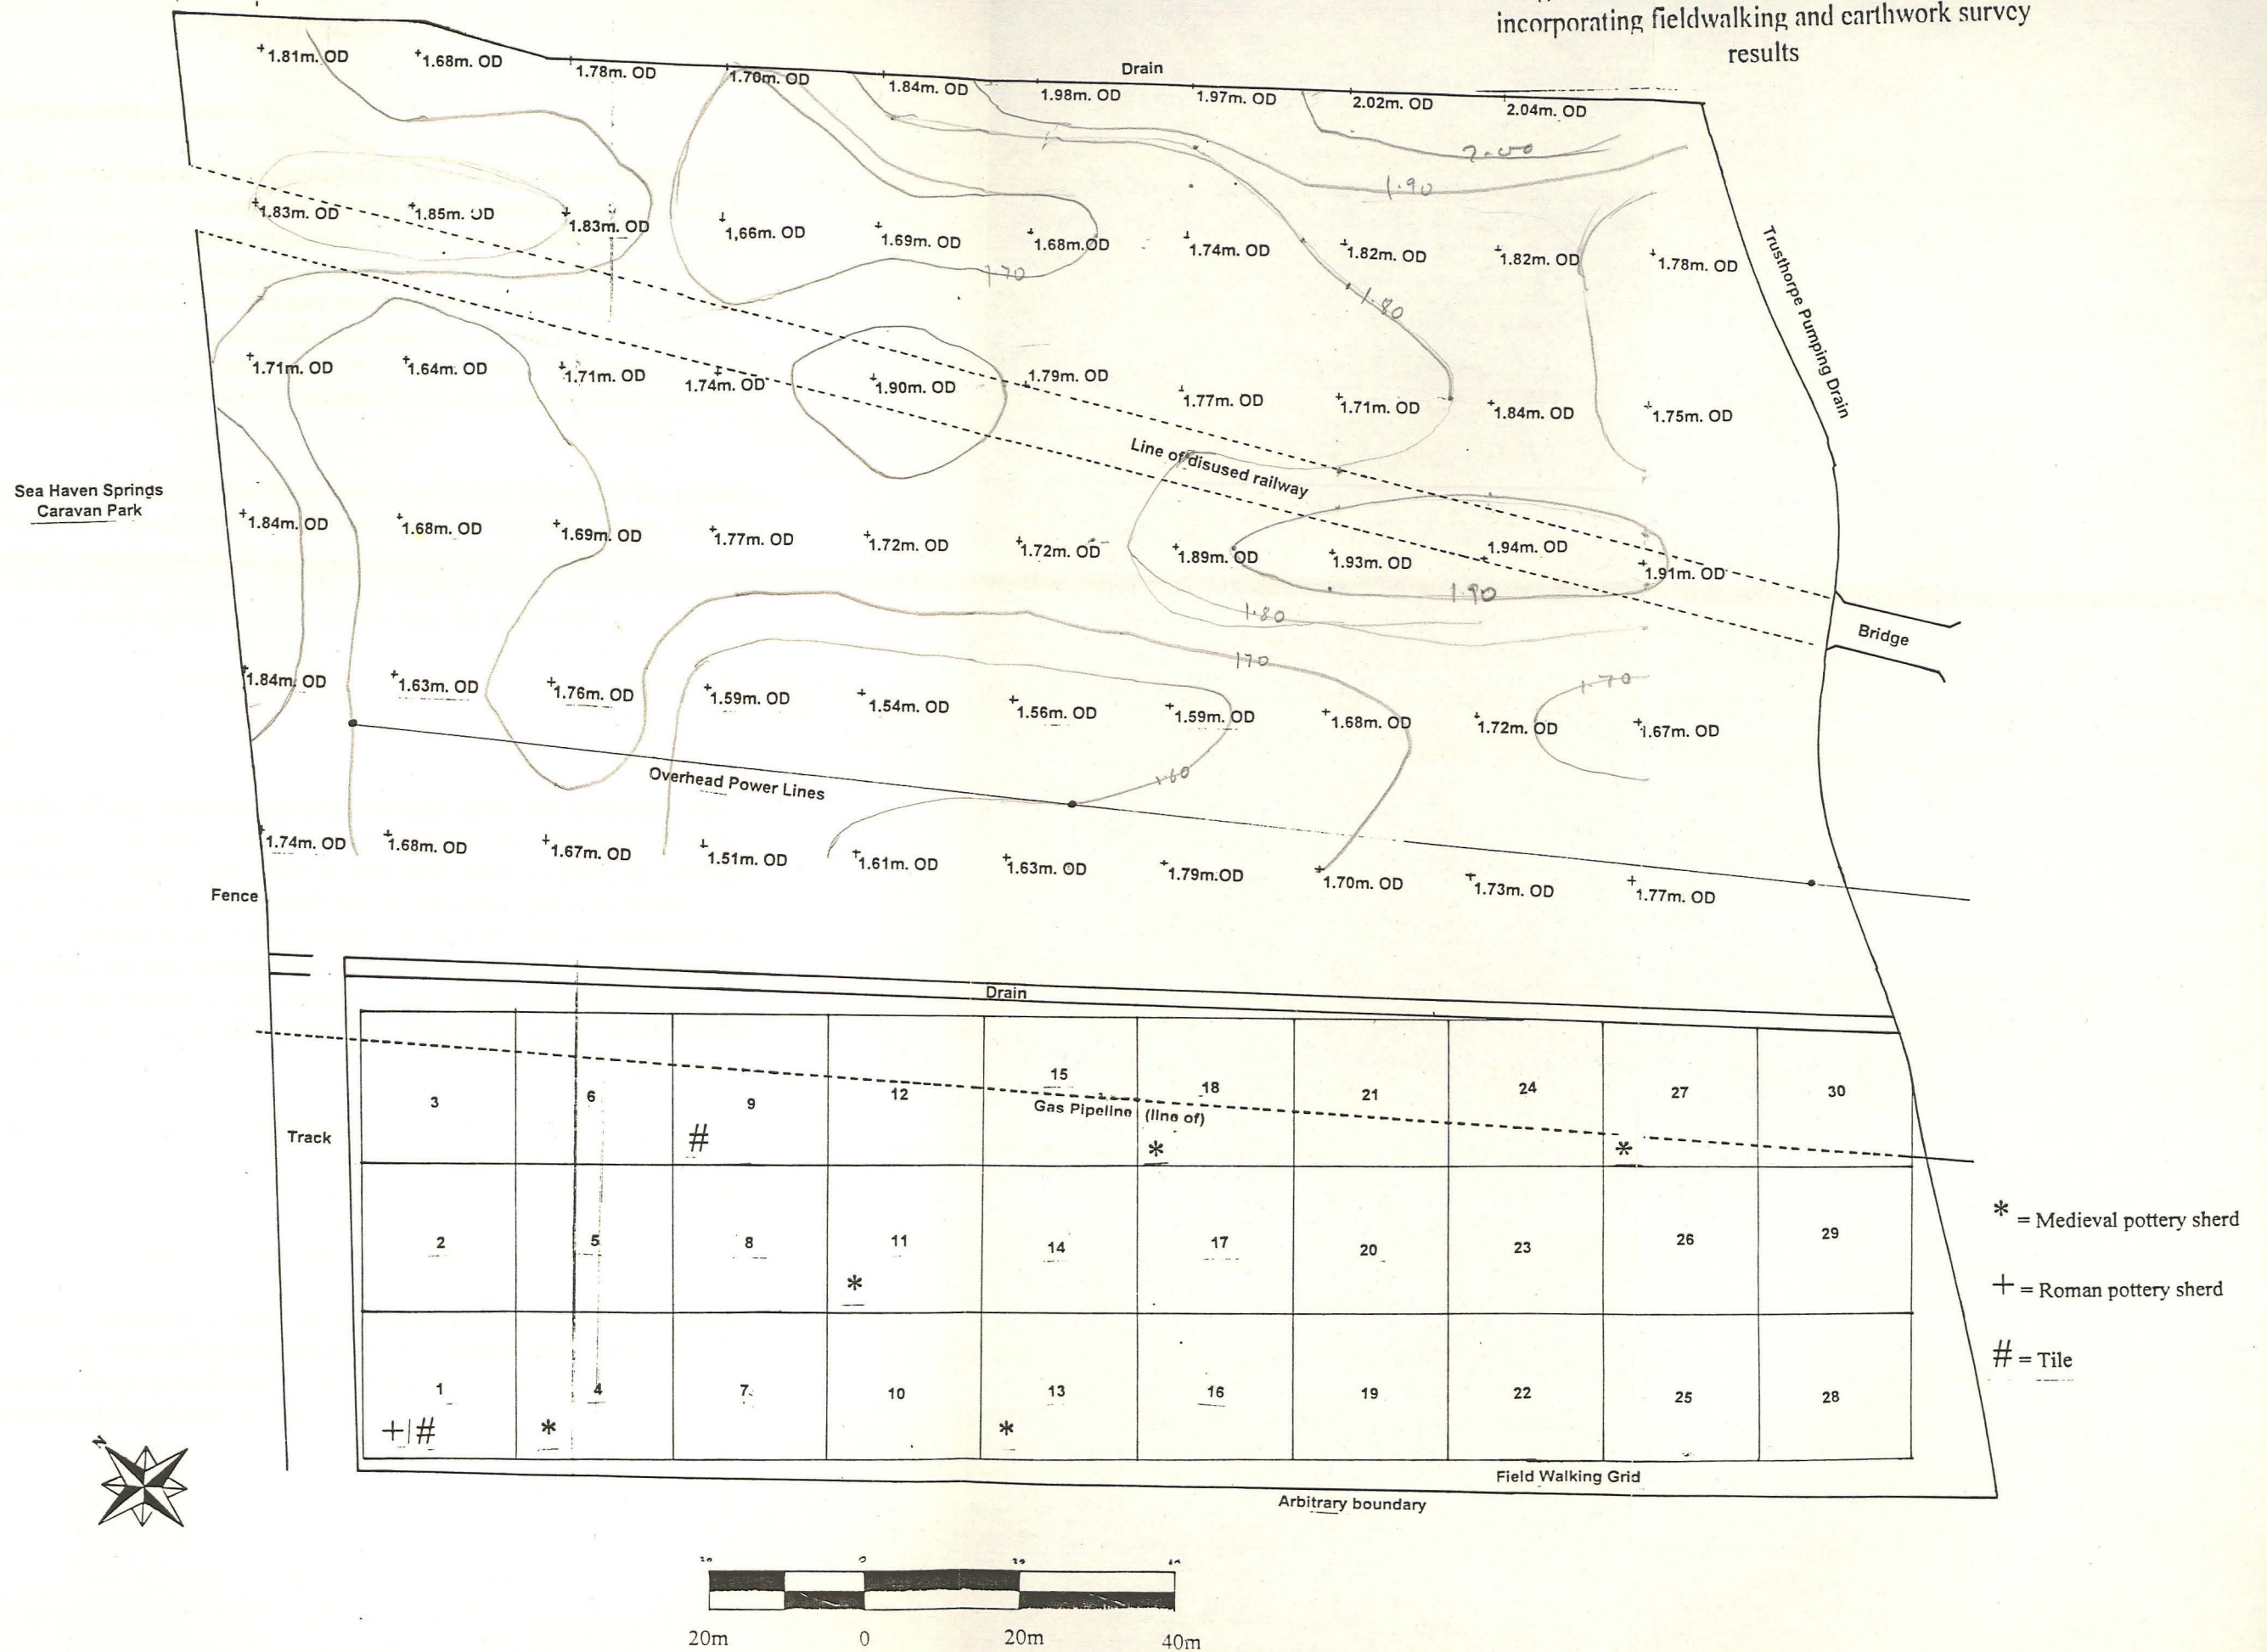 incorporating fieldwalking and earthwork survey
results
Drain
1.81m. OD
1.68m. OD
1.78m. OD
1.70m. OD
1.84m. OD
1.98m. OD
1.97m. OD
2.02m. OD
2.04m. OD
2.00
1.90
1.83m. OD
1.85m. OD
1.83m. OD
1,66m. OD
1.69m. OD
1.68m.OD
1.74m. OD
1.82m. OD
1.82m. OD
1.78m. OD
Trusthorpe Pumping Drain
1.70
1.80
1.71m. OD
1.64m. OD
1.71m. OD
1.74m. OD
1.90m. OD
1.79m. OD
1.77m. OD
1.71m. OD
1.84m. OD
1.75m. OD
Line of disused railway
Sea Haven Springs
Caravan Park
1.84m. OD
1.68m. OD
1.69m. OD
1.77m. OD
1.72m. OD
1.72m. OD
1.89m. OD
1.93m. OD
1.94m. OD
1.91m. OD
1.90
1.80
Bridge
170
1.70
1.84m. OD
1.63m. OD
1.76m. OD
1.59m. OD
1.54m. OD
1.56m. OD
1.59m. OD
1.68m. OD
1.72m. OD
1.67m. OD
1.60
Overhead Power Lines
1.74m. OD
1.68m. OD
1.67m. OD
1.51m. OD
1.61m. OD
1.63m. OD
1.79m.OD
1.70m. OD
1.73m. OD
1.77m. OD
Fence
Drain
3
6
9
12
15
18
21
24
27
30
Gas Pipeline (line of)
Track
#
*
*
2
5
8
11
14
17
20
23
26
29
*
* = Medieval pottery sherd
+ = Roman pottery sherd
# = Tile
1
4
7
10
13
16
19
22
25
28
+|#
*
*
N
Field Walking Grid
Arbitrary boundary
20m
0
20m
40m